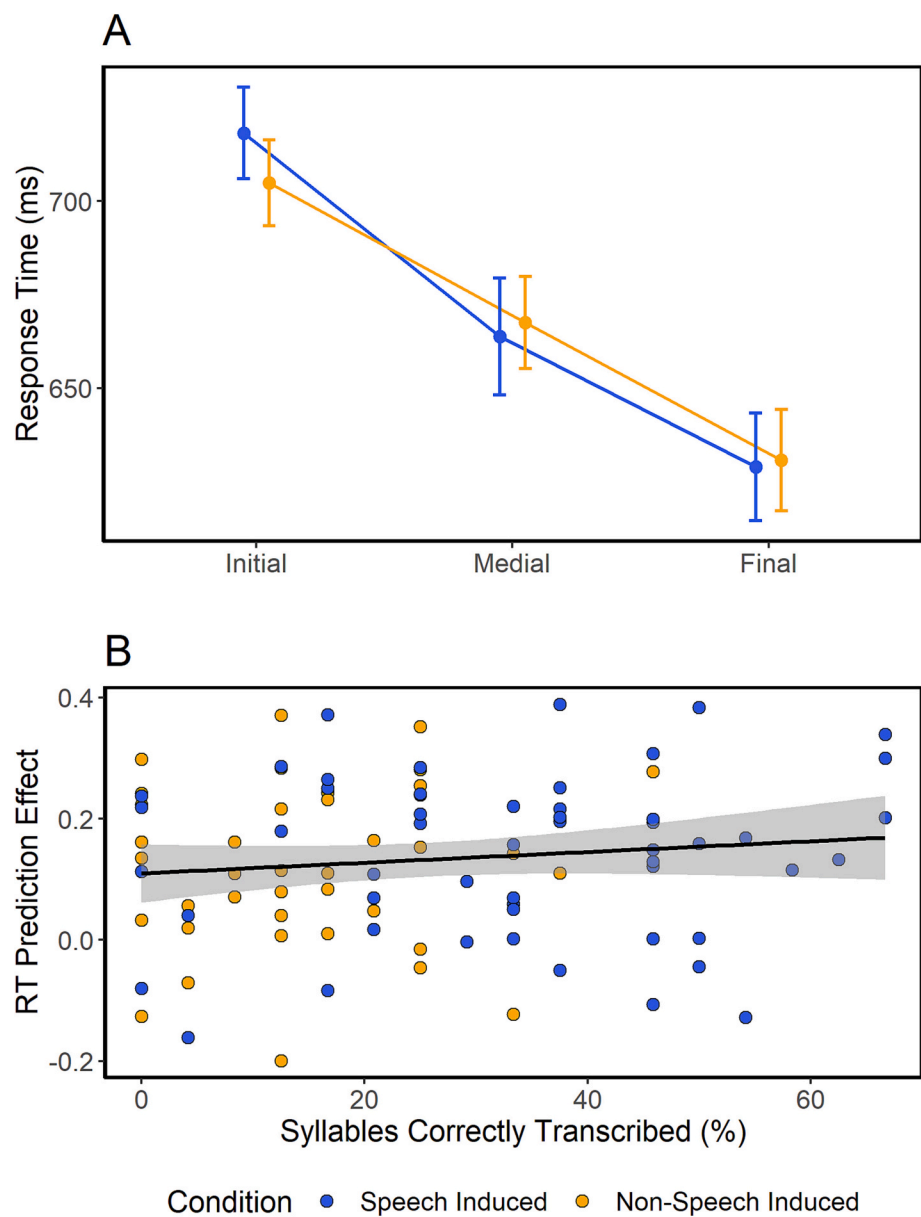 A
Response Time (ms)
700
650
Initial Medial Final
B
RT Prediction Effect
0.4
0.2
0.0
-0.2
0 20 40 60
Syllables Correctly Transcribed (%)
Condition Speech Induced Non-Speech Induced